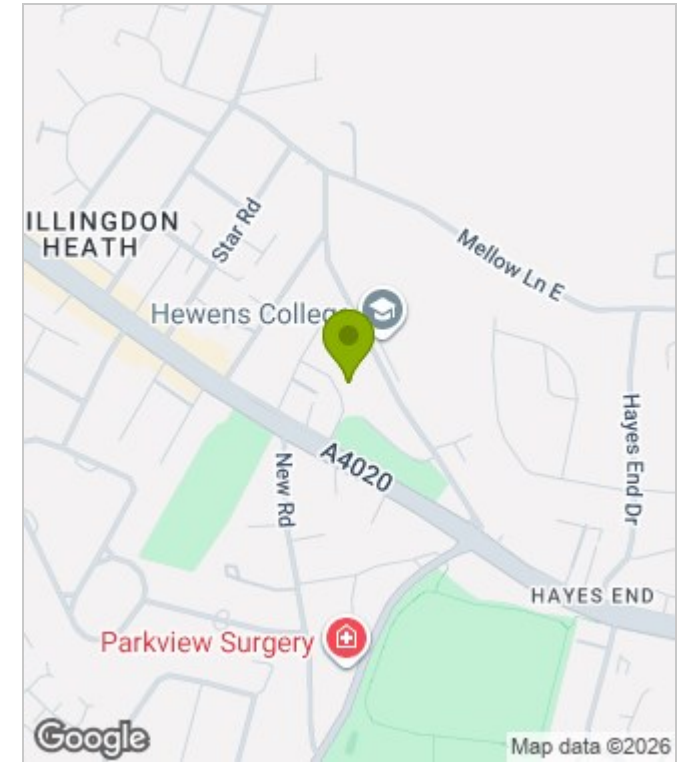 ILLINGDON
HEATH
Star Rd
Mellow Ln E
Hewens College
Hayes End Dr
A4020
New Rd
HAYES END
Parkview Surgery
Google
Map data ©2026